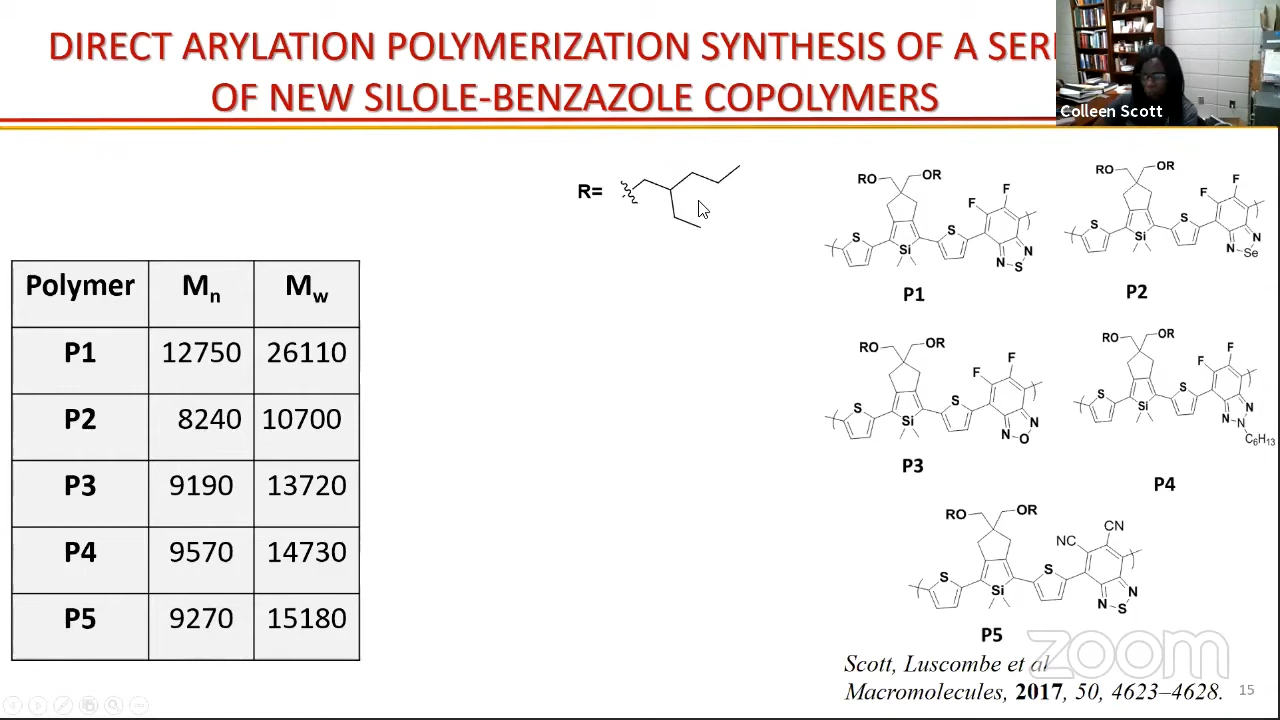 DIRECT ARYLATION POLYMERIZATION SYNTHESIS OF A SERI
OF NEW SILOLE-BENZAZOLE COPOLYMERS
Colleen Scott
R=
Polymer Mn Mw
P1 12750 26110
P2 8240 10700
P3 9190 13720
P4 9570 14730
P5 9270 15180
RO OR
F F
S S
Si
N N
S
P1
RO OR
F F
S S
Si
N N
Se
P2
RO OR
F F
S S
Si
N N
O
P3
RO OR
F F
S S
Si
N N
N
C6H13
P4
RO OR
NC CN
S S
Si
N N
S
P5
zoom
Scott, Luscombe et al
Macromolecules, 2017, 50, 4623–4628.
15